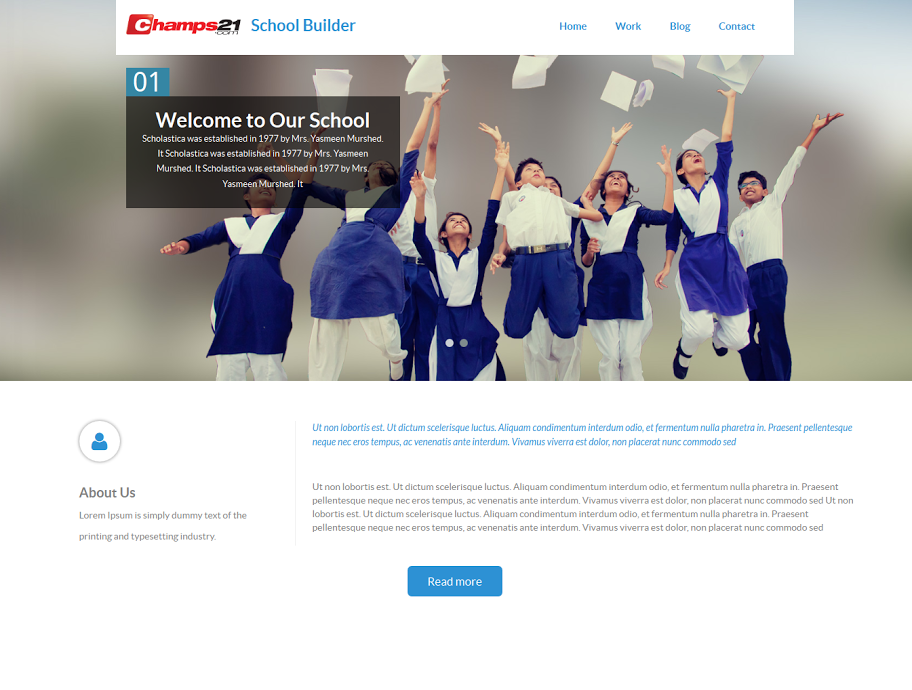 Champs21.com School Builder
Home Work Blog Contact
01
Welcome to Our School
Scholastica was established in 1977 by Mrs. Yasmeen Murshed.
It Scholastica was established in 1977 by Mrs. Yasmeen
Murshed. It Scholastica was established in 1977 by Mrs.
Yasmeen Murshed. It
About Us
Lorem Ipsum is simply dummy text of the
printing and typesetting industry.
Ut non lobortis est. Ut dictum scelerisque luctus. Aliquam condimentum interdum odio, et fermentum nulla pharetra in. Praesent pellentesque
neque nec eros tempus, ac venenatis ante interdum. Vivamus viverra est dolor, non placerat nunc commodo sed
Ut non lobortis est. Ut dictum scelerisque luctus. Aliquam condimentum interdum odio, et fermentum nulla pharetra in. Praesent
pellentesque neque nec eros tempus, ac venenatis ante interdum. Vivamus viverra est dolor, non placerat nunc commodo sed Ut non
lobortis est. Ut dictum scelerisque luctus. Aliquam condimentum interdum odio, et fermentum nulla pharetra in. Praesent
pellentesque neque nec eros tempus, ac venenatis ante interdum. Vivamus viverra est dolor, non placerat nunc commodo sed
Read more